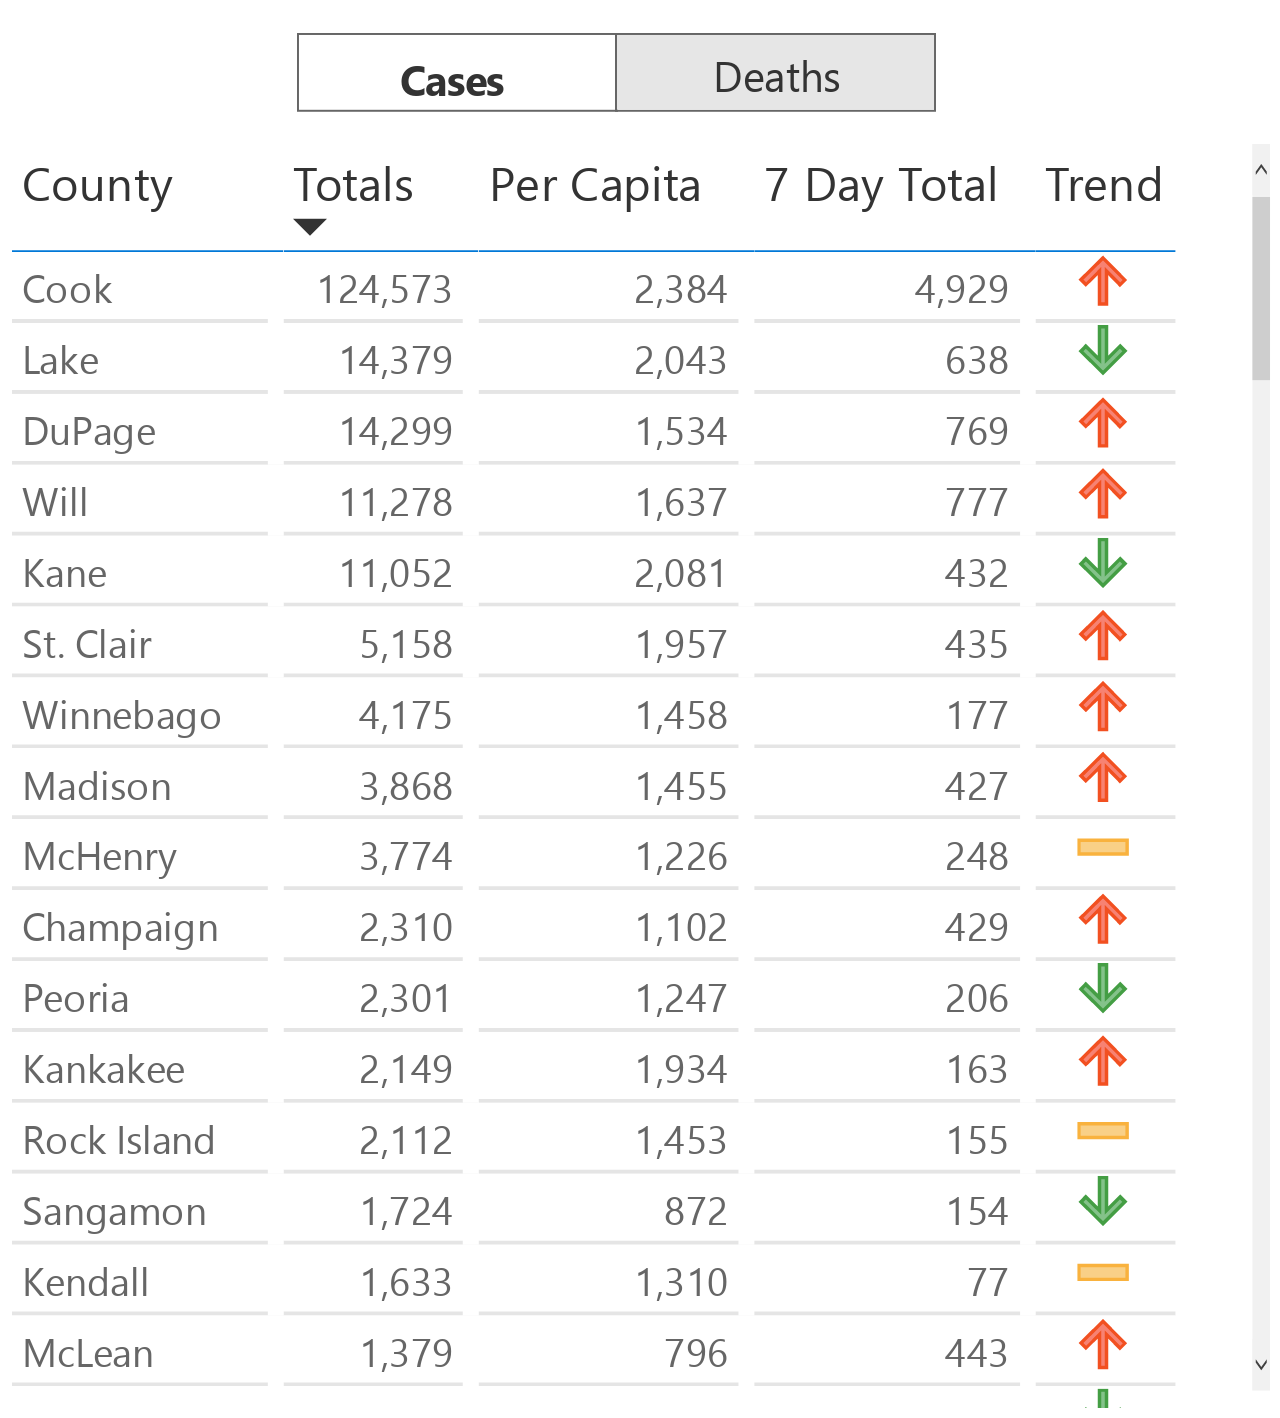 Cases Deaths
County Totals Per Capita 7 Day Total Trend
Cook 124,573 2,384 4,929
Lake 14,379 2,043 638
DuPage 14,299 1,534 769
Will 11,278 1,637 777
Kane 11,052 2,081 432
St. Clair 5,158 1,957 435
Winnebago 4,175 1,458 177
Madison 3,868 1,455 427
McHenry 3,774 1,226 248
Champaign 2,310 1,102 429
Peoria 2,301 1,247 206
Kankakee 2,149 1,934 163
Rock Island 2,112 1,453 155
Sangamon 1,724 872 154
Kendall 1,633 1,310 77
McLean 1,379 796 443